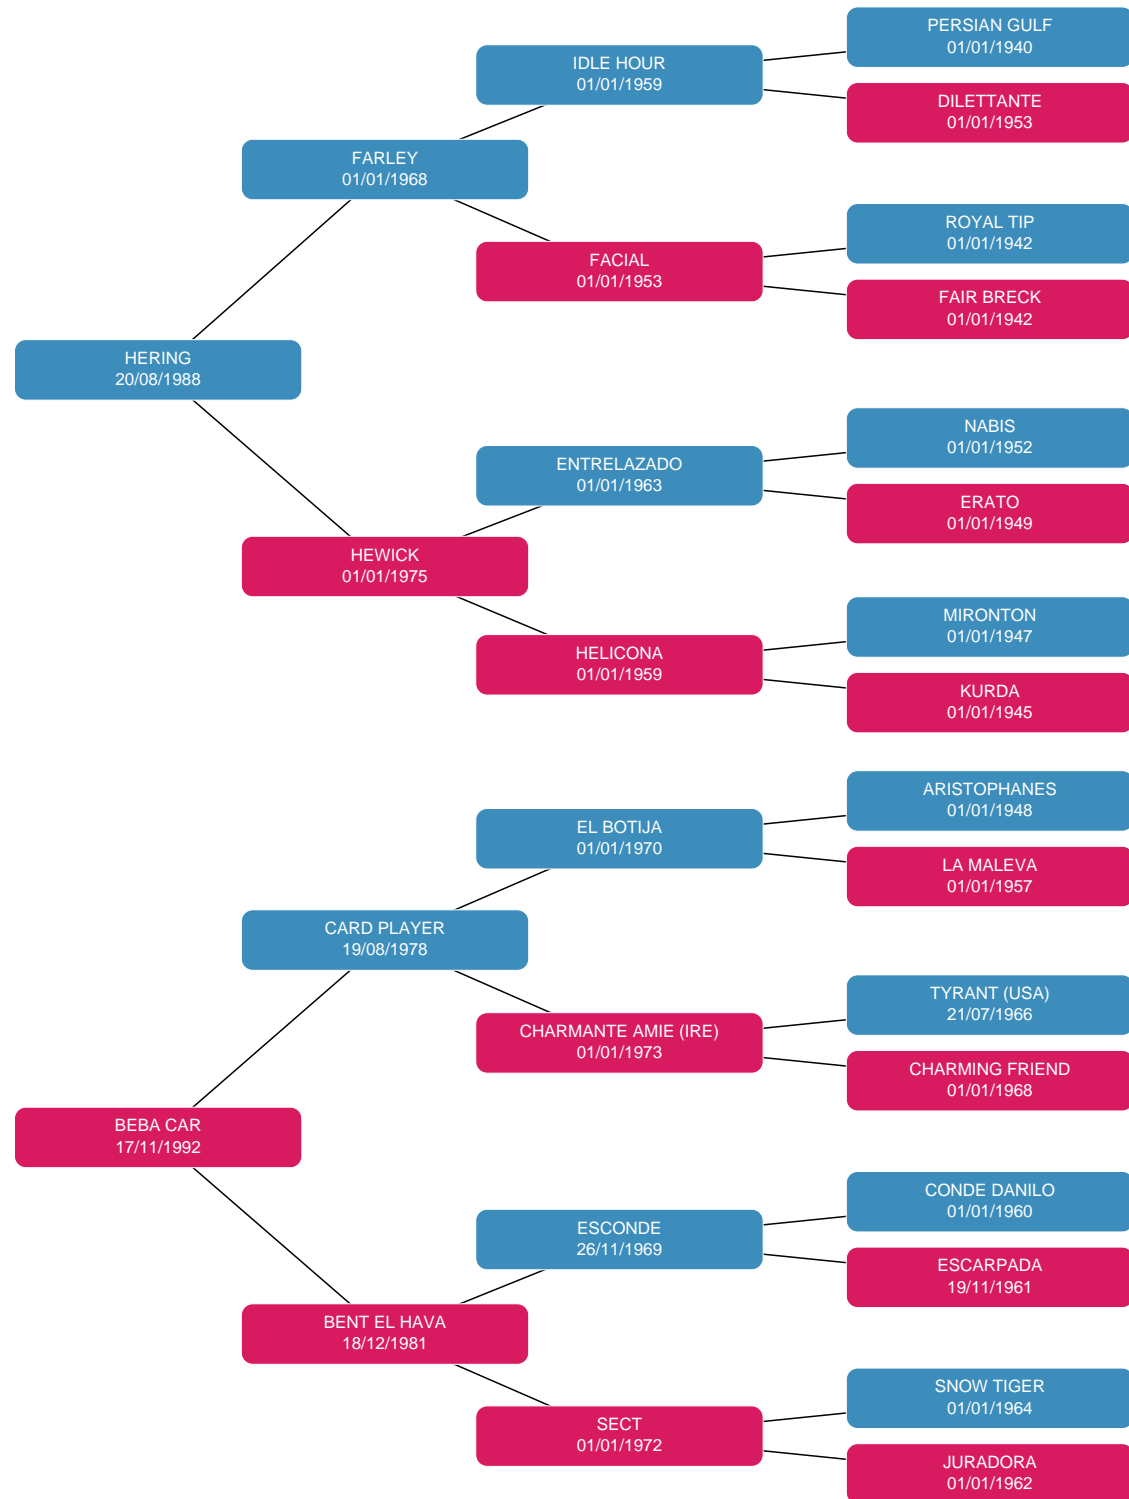 PERSIAN GULF
01/01/1940
IDLE HOUR
01/01/1959
DILETTANTE
01/01/1953
FARLEY
01/01/1968
ROYAL TIP
01/01/1942
FACIAL
01/01/1953
FAIR BRECK
01/01/1942
HERING
20/08/1988
NABIS
01/01/1952
ENTRELAZADO
01/01/1963
ERATO
01/01/1949
HEWICK
01/01/1975
MIRONTON
01/01/1947
HELICONA
01/01/1959
KURDA
01/01/1945
ARISTOPHANES
01/01/1948
EL BOTIJA
01/01/1970
LA MALEVA
01/01/1957
CARD PLAYER
19/08/1978
TYRANT (USA)
21/07/1966
CHARMANTE AMIE (IRE)
01/01/1973
CHARMING FRIEND
01/01/1968
BEBA CAR
17/11/1992
CONDE DANILO
01/01/1960
ESCONDE
26/11/1969
ESCARPADA
19/11/1961
BENT EL HAVA
18/12/1981
SNOW TIGER
01/01/1964
SECT
01/01/1972
JURADORA
01/01/1962